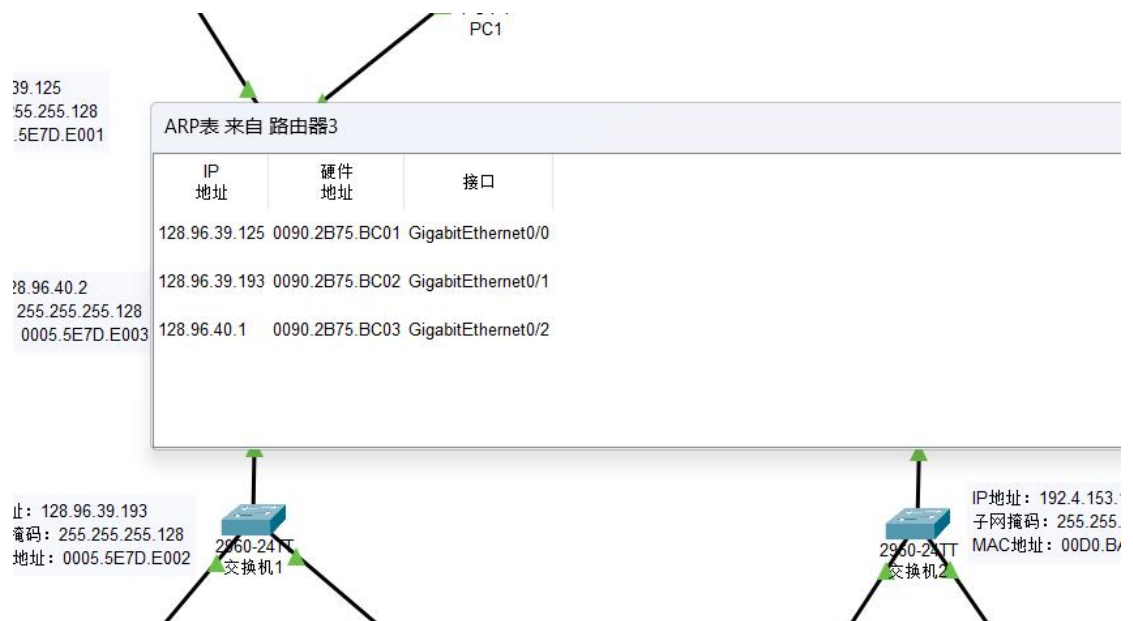 PC1
39.125
255.255.128
.5E7D.E001
ARP表 来自 路由器3
IP
地址
硬件
地址
接口
128.96.39.125 0090.2B75.BC01 GigabitEthernet0/0
128.96.39.193 0090.2B75.BC02 GigabitEthernet0/1
128.96.40.1 0090.2B75.BC03 GigabitEthernet0/2
28.96.40.2
255.255.255.128
0005.5E7D.E003
址：128.96.39.193
掩码：255.255.255.128
地址：0005.5E7D.E002
2960-24TT
交换机1
2960-24TT
交换机2
IP地址：192.4.153.
子网掩码：255.255.
MAC地址：00D0.BA